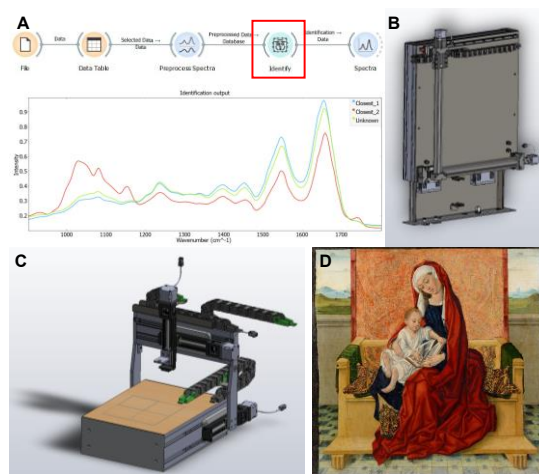 A
B
Data
Selected Data → Data
Preprocessed Data → Database
Identification → Data
File
Data Table
Preprocess Spectra
Identify
Spectra
Identification output
Closest_1
Closest_2
Unknown
Intensity
0.9
0.8
0.7
0.6
0.5
0.4
0.3
0.2
1000
1100
1200
1300
1400
1500
1600
1700
Wavenumber (cm^-1)
C
D